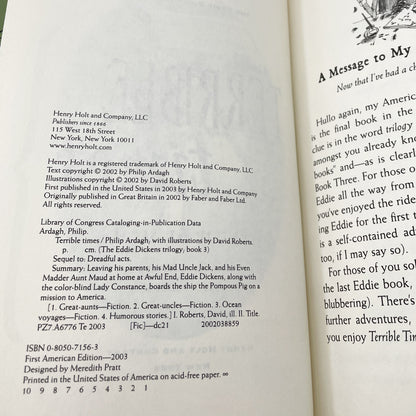 Henry Holt and Company, LLC
Publishers since 1866
115 West 18th Street
New York, New York 10011
www.henryholt.com
Henry Holt is a registered trademark of Henry Holt and Company, LLC
Text copyright © 2002 by Philip Ardagh
Illustrations copyright © 2002 by David Roberts
First published in the United States in 2003 by Henry Holt and Company
Originally published in Great Britain in 2002 by Faber and Faber Ltd.
All rights reserved.
Library of Congress Cataloging-in-Publication Data
Ardagh, Philip.
Terrible times / Philip Ardagh, with illustrations by David Roberts.
p. cm. (The Eddie Dickens trilogy, book 3)
Sequel to: Dreadful acts.
Summary: Leaving his parents, his Mad Uncle Jack, and his Even
Madder Aunt Maud at home at Awful End, Eddie Dickens, along with
the color-blind Lady Constance, boards the ship the Pompous Pig on a
mission to America.
[1. Great-aunts—Fiction. 2. Great-uncles—Fiction. 3. Ocean
voyages—Fiction. 4. Humorous stories.] I. Roberts, David, ill. II. Title.
PZ7.A6776 Te 2003 [Fic]—dc21 2002038859
ISBN 0-8050-7156-3
First American Edition—2003
Designed by Meredith Pratt
Printed in the United States of America on acid-free paper. ∞
10 9 8 7 6 5 4 3 2 1
A Message to My
Now that I've had a ch
Hullo again, my Americ
is the final book in the
clue is in the word trilogy
amongst you already know
books" and—as is clearly
Book Three. For those of
Eddie all the way from
you've enjoyed the ride
ing Eddie for the first t
is a self-contained adv
too, if I may say so).
For those of you sol
the last Eddie book,
blubbering). There's
further adventures,
you enjoy Terrible Tim